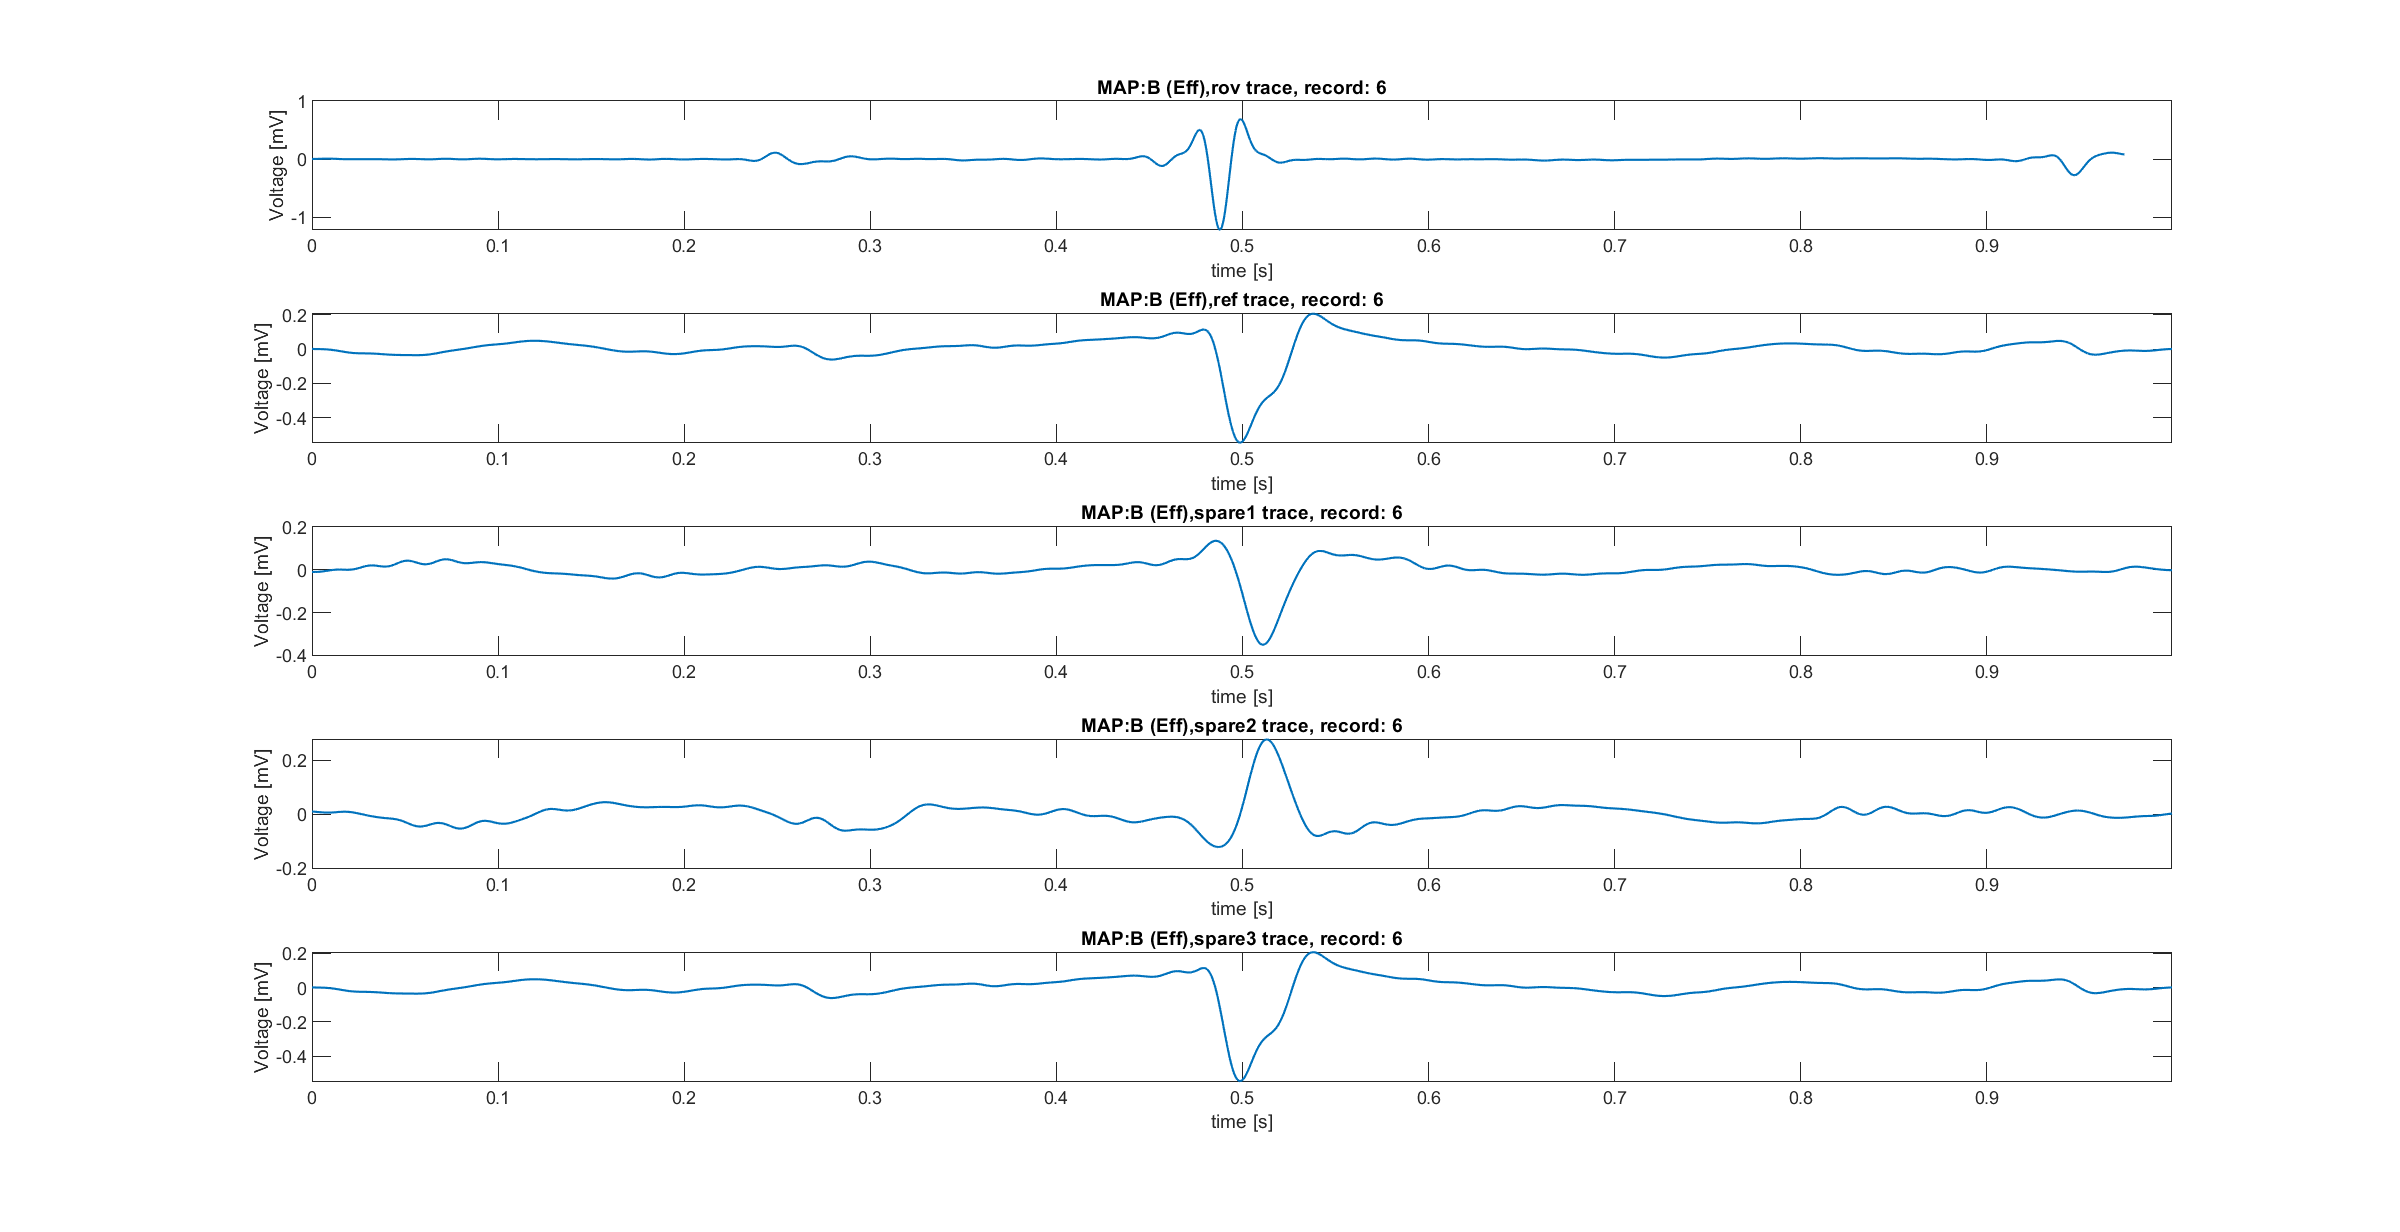 MAP:B (Eff),rov trace, record: 6
Voltage [mV]
1
0
-1
0 0.1 0.2 0.3 0.4 0.5 0.6 0.7 0.8 0.9
time [s]
MAP:B (Eff),ref trace, record: 6
Voltage [mV]
0.2
0
-0.2
-0.4
0 0.1 0.2 0.3 0.4 0.5 0.6 0.7 0.8 0.9
time [s]
MAP:B (Eff),spare1 trace, record: 6
Voltage [mV]
0.2
0
-0.2
-0.4
0 0.1 0.2 0.3 0.4 0.5 0.6 0.7 0.8 0.9
time [s]
MAP:B (Eff),spare2 trace, record: 6
Voltage [mV]
0.2
0
-0.2
0 0.1 0.2 0.3 0.4 0.5 0.6 0.7 0.8 0.9
time [s]
MAP:B (Eff),spare3 trace, record: 6
Voltage [mV]
0.2
0
-0.2
-0.4
0 0.1 0.2 0.3 0.4 0.5 0.6 0.7 0.8 0.9
time [s]